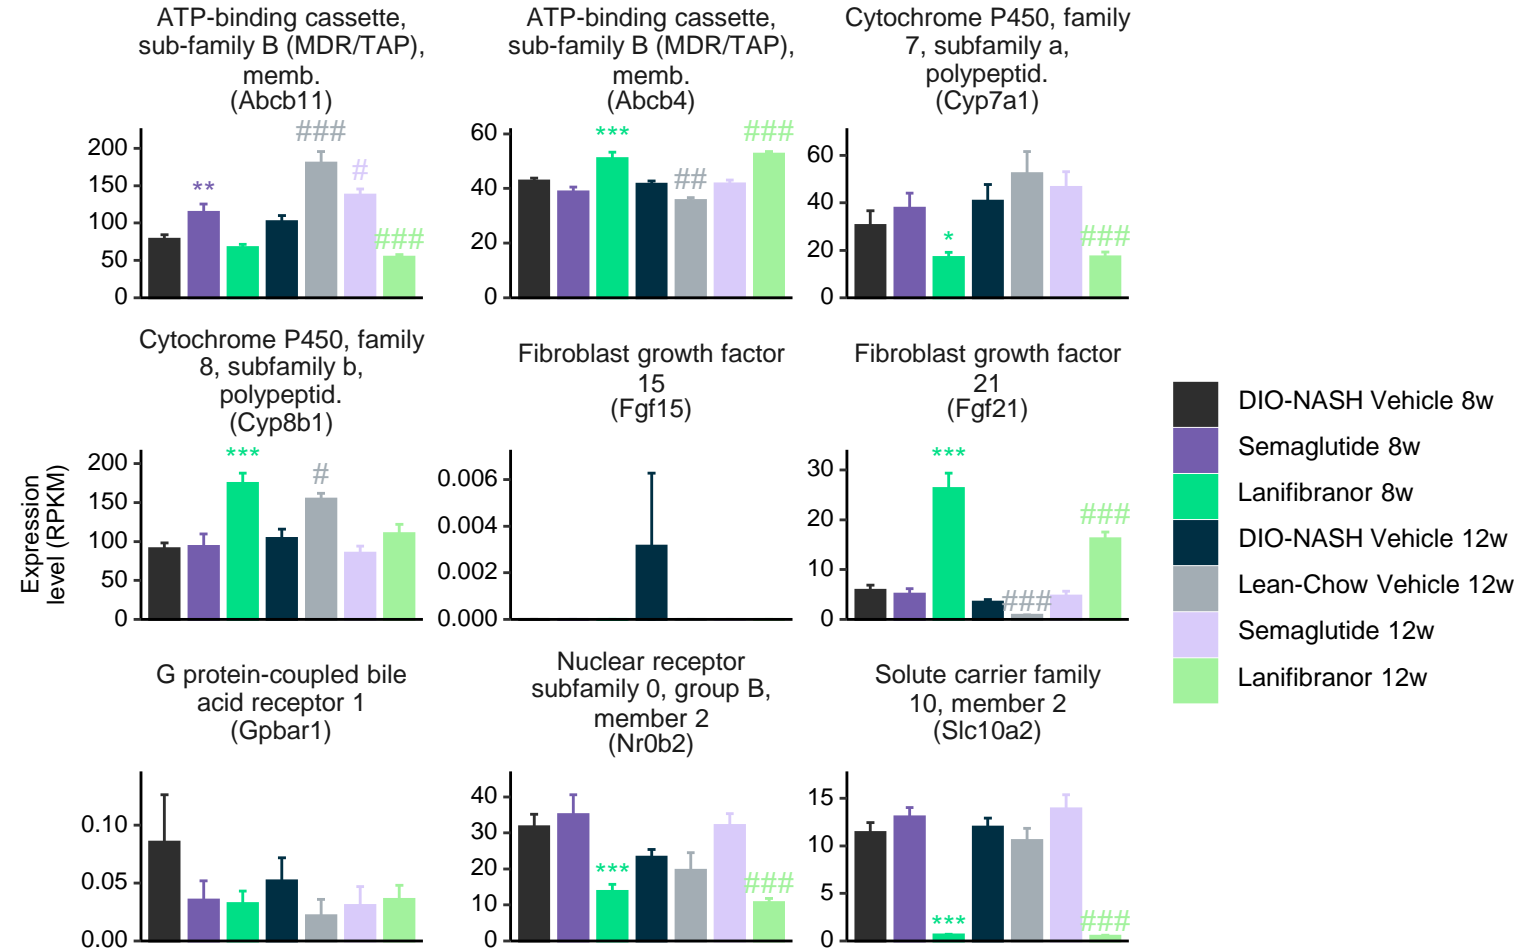 ATP-binding cassette,
sub-family B (MDR/TAP),
memb.
(Abcb11)
###
**
#
###
200
150
100
50
0
ATP-binding cassette,
sub-family B (MDR/TAP),
memb.
(Abcb4)
***
##
###
60
40
20
0
Cytochrome P450, family
7, subfamily a,
polypeptid.
(Cyp7a1)
*
###
60
40
20
0
Cytochrome P450, family
8, subfamily b,
polypeptid.
(Cyp8b1)
***
#
200
150
100
50
0
Expression
level (RPKM)
Fibroblast growth factor
15
(Fgf15)
0.006
0.004
0.002
0.000
Fibroblast growth factor
21
(Fgf21)
***
###
###
30
20
10
0
G protein-coupled bile
acid receptor 1
(Gpbar1)
0.10
0.05
0.00
Nuclear receptor
subfamily 0, group B,
member 2
(Nr0b2)
***
###
40
30
20
10
0
Solute carrier family
10, member 2
(Slc10a2)
***
###
15
10
5
0
DIO-NASH Vehicle 8w
Semaglutide 8w
Lanifibranor 8w
DIO-NASH Vehicle 12w
Lean-Chow Vehicle 12w
Semaglutide 12w
Lanifibranor 12w